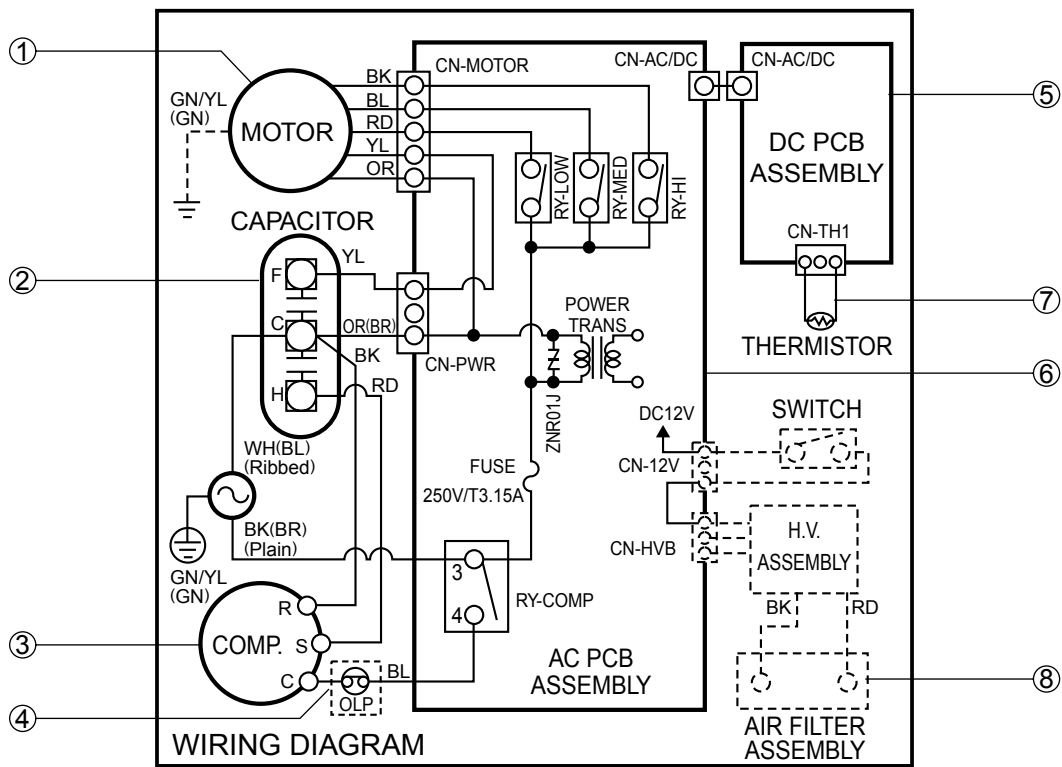 ①
GN/YL
(GN)
MOTOR
BK
BL
RD
YL
OR
CN-MOTOR
CN-AC/DC
CN-AC/DC
⑤
DC PCB
ASSEMBLY
RY-LOW
RY-MED
RY-HI
CN-TH1
⑦
THERMISTOR
CAPACITOR
②
F
YL
C
OR(BR)
BK
H
RD
CN-PWR
POWER
TRANS
ZNR01J
⑥
WH(BL)
(Ribbed)
FUSE
250V/T3.15A
DC12V
CN-12V
SWITCH
BK(BR)
(Plain)
GN/YL
(GN)
CN-HVB
H.V.
ASSEMBLY
BK
RD
3
4
RY-COMP
③
COMP.
R
S
C
④
OLP
BL
AC PCB
ASSEMBLY
⑧
AIR FILTER
ASSEMBLY
WIRING DIAGRAM